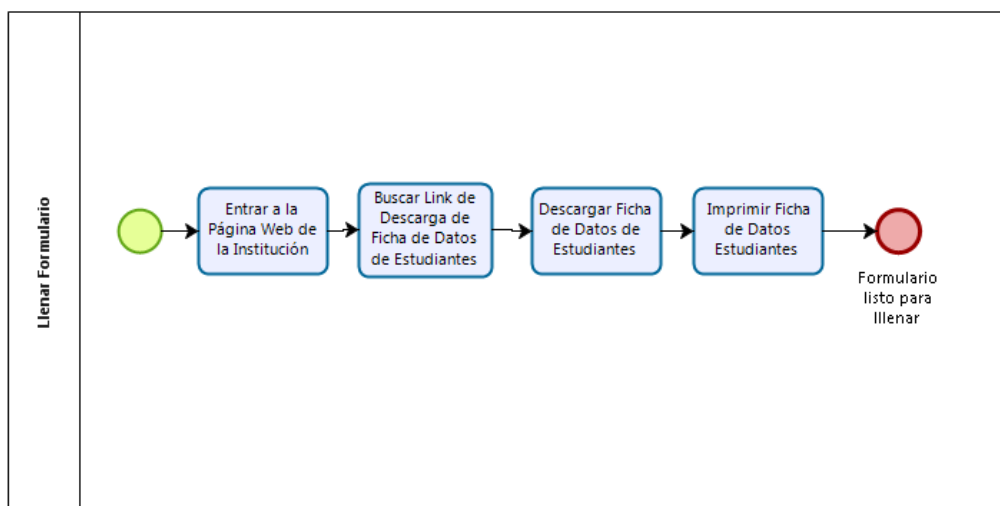 Llenar Formulario
Entrar a la
Página Web de
la Institución
Buscar Link de
Descarga de
Ficha de Datos
de Estudiantes
Descargar Ficha
de Datos de
Estudiantes
Imprimir Ficha
de Datos
Estudiantes
Formulario
listo para
lllenar